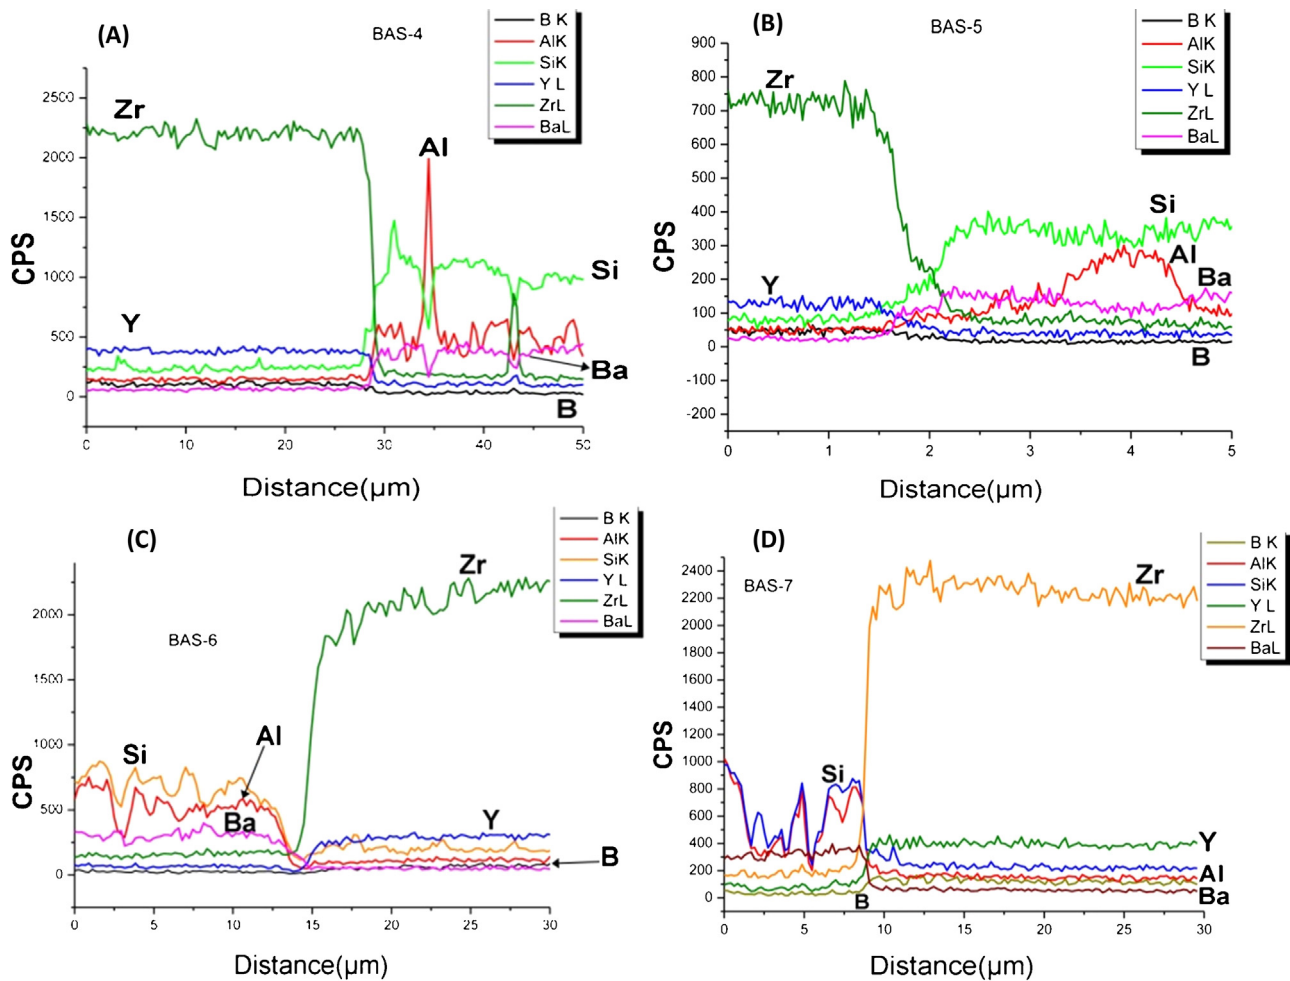 (A)
BAS-4
B K
AlK
SiK
Y L
ZrL
BaL
Zr
Al
Si
Y
Ba
B
2500
2000
1500
1000
500
0
CPS
0 10 20 30 40 50
Distance(µm)
(B)
BAS-5
B K
AlK
SiK
Y L
ZrL
BaL
Zr
Si
Al
Ba
Y
B
900
800
700
600
500
400
300
200
100
0
-100
-200
CPS
0 1 2 3 4 5
Distance(µm)
(C)
BAS-6
B K
AlK
SiK
Y L
ZrL
BaL
Zr
Al
Si
Ba
Y
B
2000
1500
1000
500
0
CPS
0 5 10 15 20 25 30
Distance(µm)
(D)
BAS-7
B K
AlK
SiK
Y L
ZrL
BaL
Zr
Si
Y
Al
Ba
B
2400
2200
2000
1800
1600
1400
1200
1000
800
600
400
200
0
CPS
0 5 10 15 20 25 30
Distance(µm)